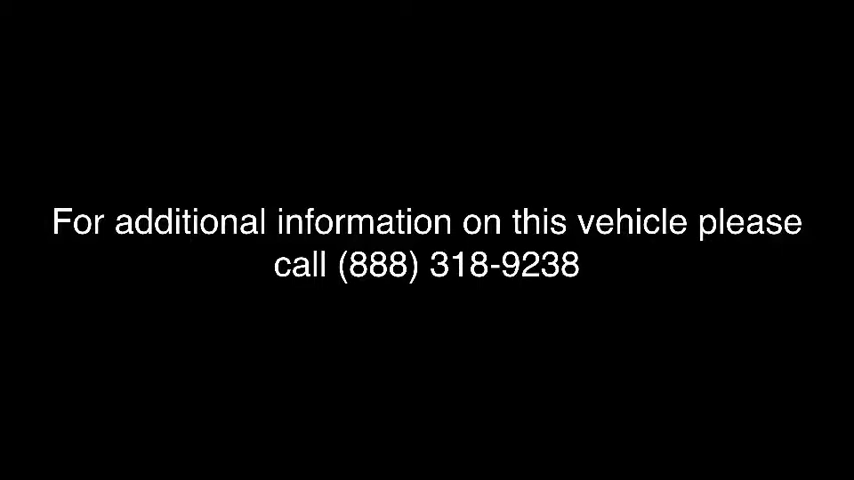 For additional information on this vehicle please
call (888) 318-9238